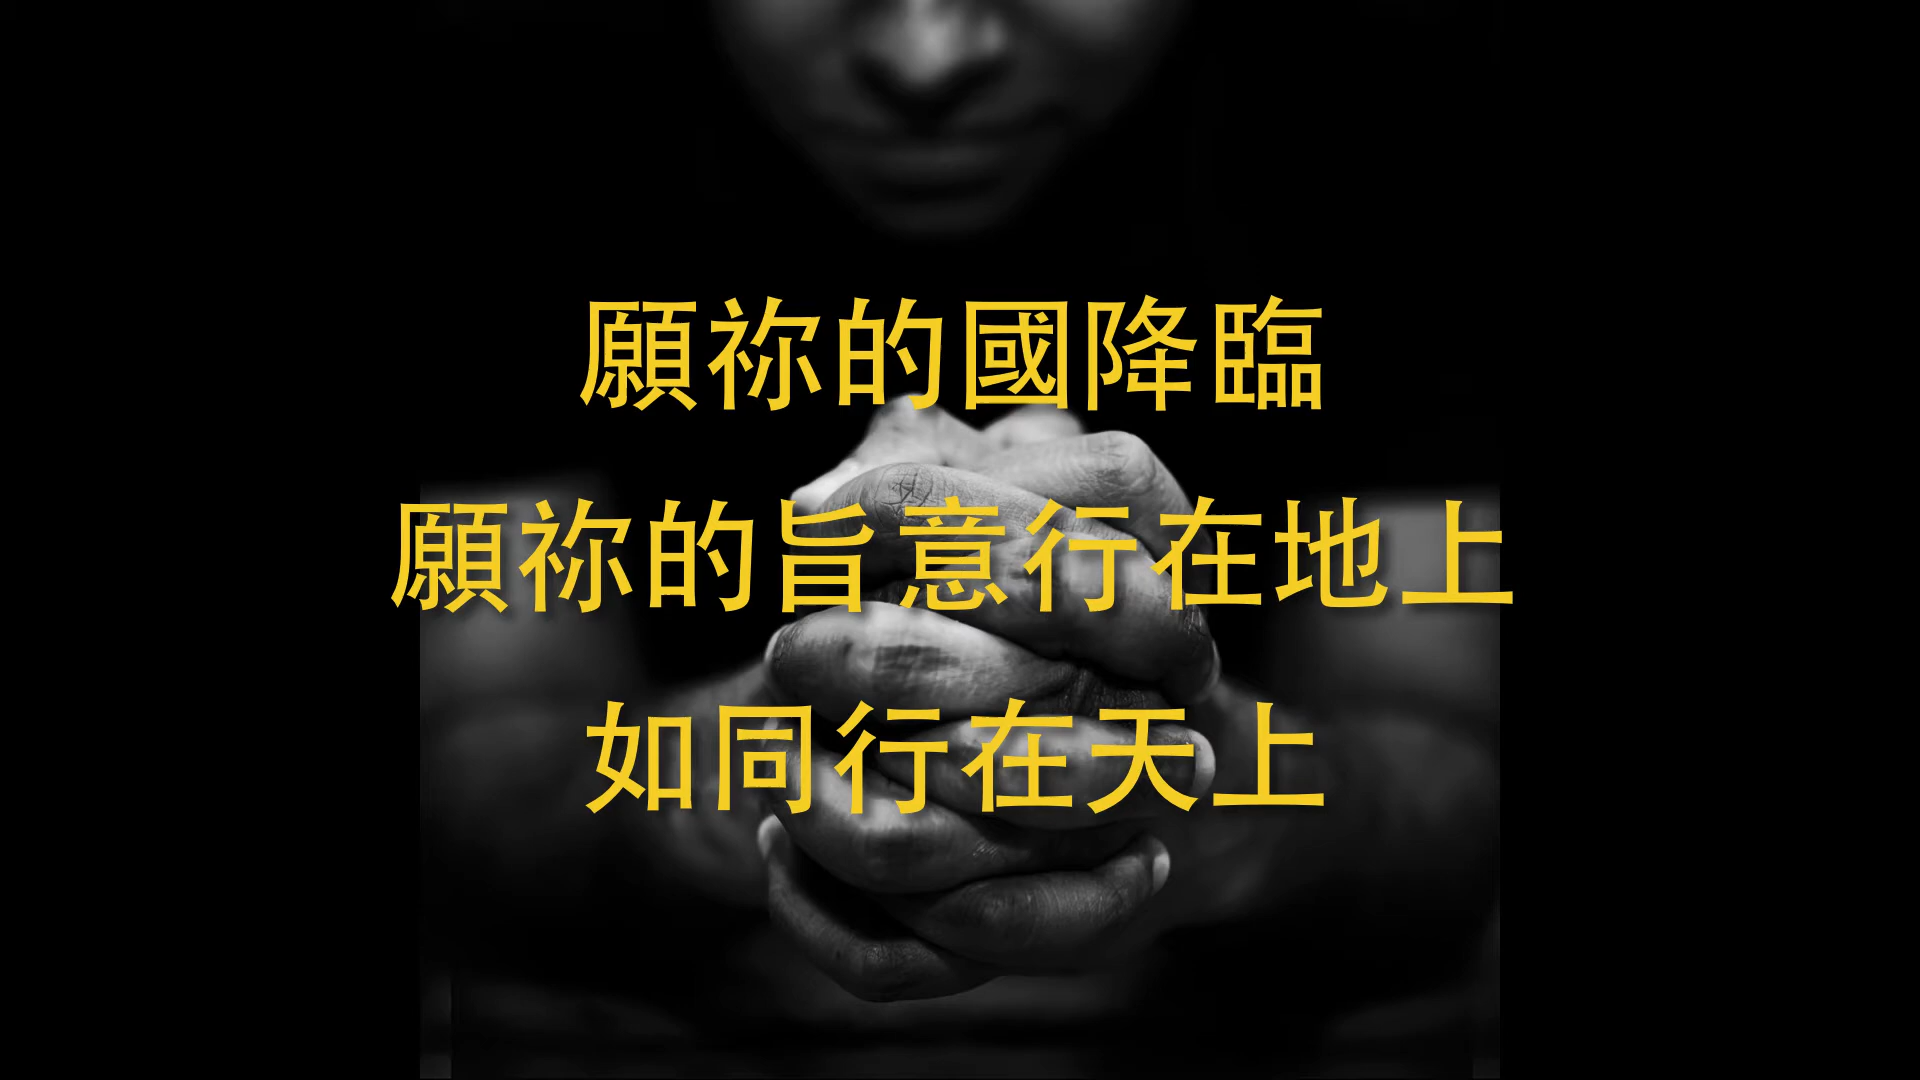 願祢的國降臨
願祢的旨意行在地上
如同行在天上